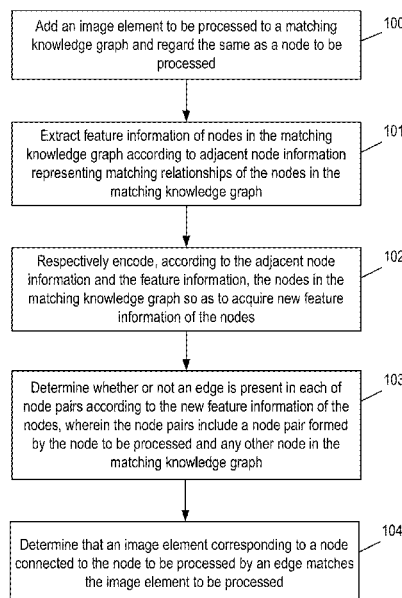 Add an image element to be processed to a matching
knowledge graph and regard the same as a node to be
processed
100
Extract feature information of nodes in the matching
knowledge graph according to adjacent node information
representing matching relationships of the nodes in the
matching knowledge graph
101
Respectively encode, according to the adjacent node
information and the feature information, the nodes in the
matching knowledge graph so as to acquire new feature
information of the nodes
102
Determine whether or not an edge is present in each of
node pairs according to the new feature information of the
nodes, wherein the node pairs include a node pair formed
by the node to be processed and any other node in the
matching knowledge graph
103
Determine that an image element corresponding to a node
connected to the node to be processed by an edge matches
the image element to be processed
104